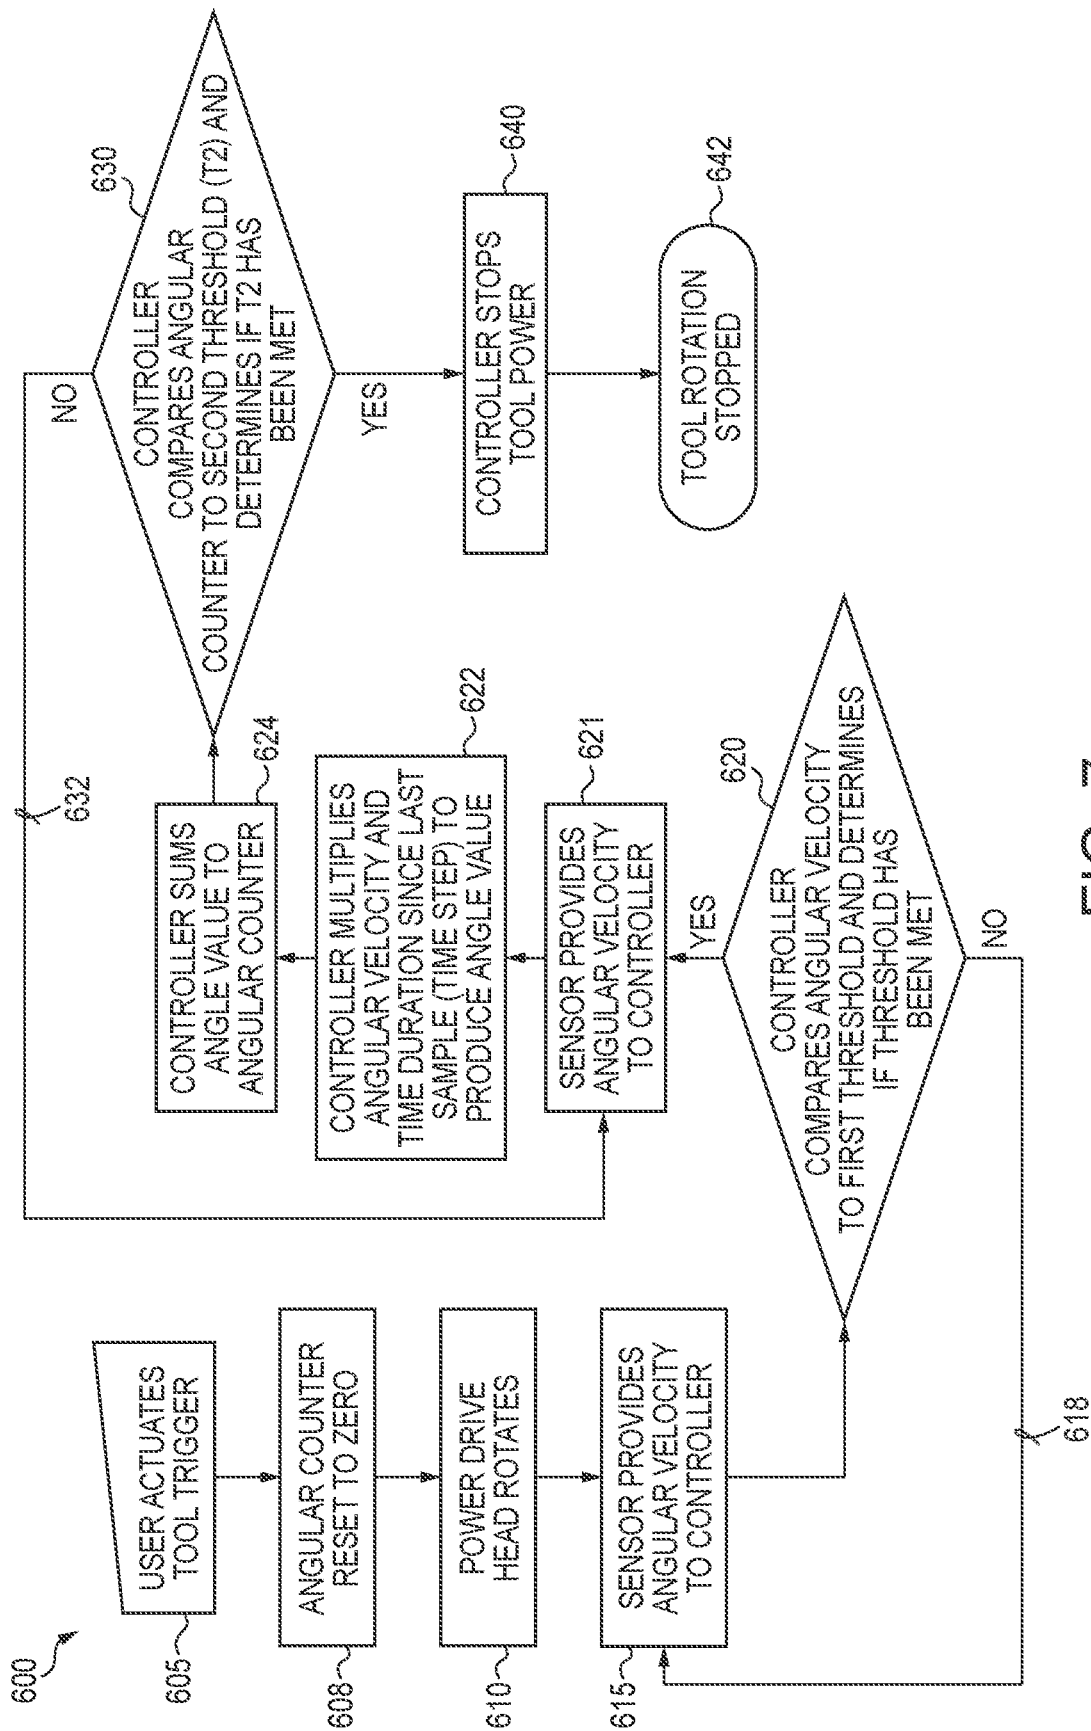 600
USER ACTUATES
TOOL TRIGGER
605
ANGULAR COUNTER
RESET TO ZERO
608
POWER DRIVE
HEAD ROTATES
610
SENSOR PROVIDES
ANGULAR VELOCITY
TO CONTROLLER
615
618
CONTROLLER
COMPARES ANGULAR VELOCITY
TO FIRST THRESHOLD AND DETERMINES
IF THRESHOLD HAS
BEEN MET
620
NO
YES
SENSOR PROVIDES
ANGULAR VELOCITY
TO CONTROLLER
621
CONTROLLER MULTIPLIES
ANGULAR VELOCITY AND
TIME DURATION SINCE LAST
SAMPLE (TIME STEP) TO
PRODUCE ANGLE VALUE
622
CONTROLLER SUMS
ANGLE VALUE TO
ANGULAR COUNTER
624
632
CONTROLLER
COMPARES ANGULAR
COUNTER TO SECOND THRESHOLD (T2) AND
DETERMINES IF T2 HAS
BEEN MET
630
NO
YES
CONTROLLER STOPS
TOOL POWER
640
TOOL ROTATION
STOPPED
642